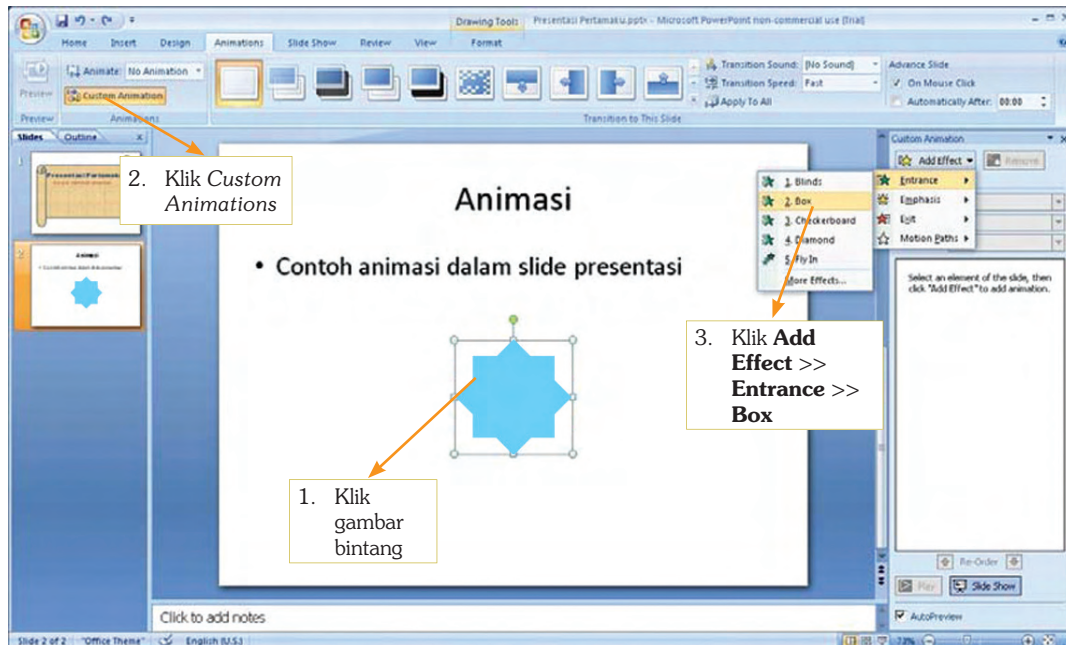 Drawing Tools Presentasi Pertamaku.pptx - Microsoft PowerPoint non-commercial use (Trial)
Home Insert Design Animations Slide Show Review View Format
Preview
Animate: No Animation
Custom Animation
Transition Sound: [No Sound]
Transition Speed: Fast
Apply To All
Advance Slide
On Mouse Click
Automatically After: 00:00
Preview Animations Transition to This Slide
Slides Outline x
1
2
Animasi
2. Klik Custom
Animations
Animasi
• Contoh animasi dalam slide presentasi
1. Klik
gambar
bintang
3. Klik Add
Effect >>
Entrance >>
Box
1. Blinds
2. Box
3. Checkerboard
4. Diamond
5. Fly In
More Effects...
Custom Animation
Add Effect Remove
Entrance
Emphasis
Exit
Motion Paths
Select an element of the slide, then
click "Add Effect" to add animation.
Re-Order
Play Slide Show
AutoPreview
Click to add notes
Slide 2 of 2 "Office Theme" English (U.S.) 73%